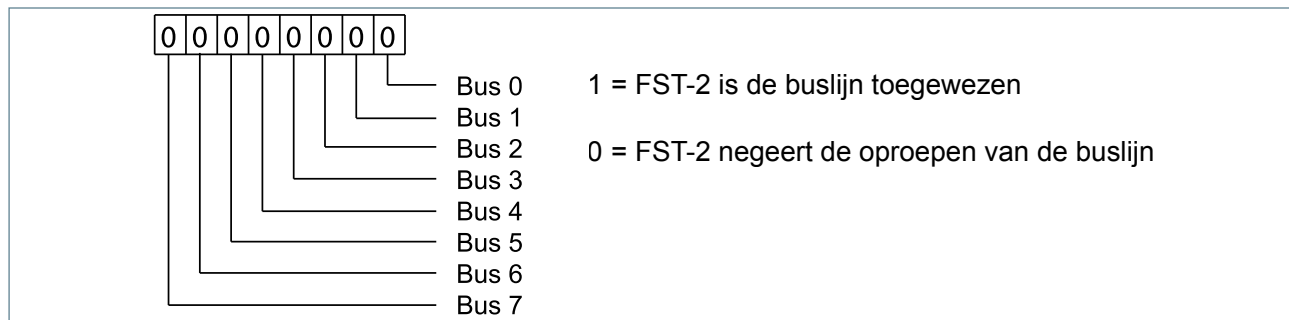 0 0 0 0 0 0 0 0
Bus 0
1 = FST-2 is de buslijn toegewezen
Bus 1
Bus 2
0 = FST-2 negeert de oproepen van de buslijn
Bus 3
Bus 4
Bus 5
Bus 6
Bus 7